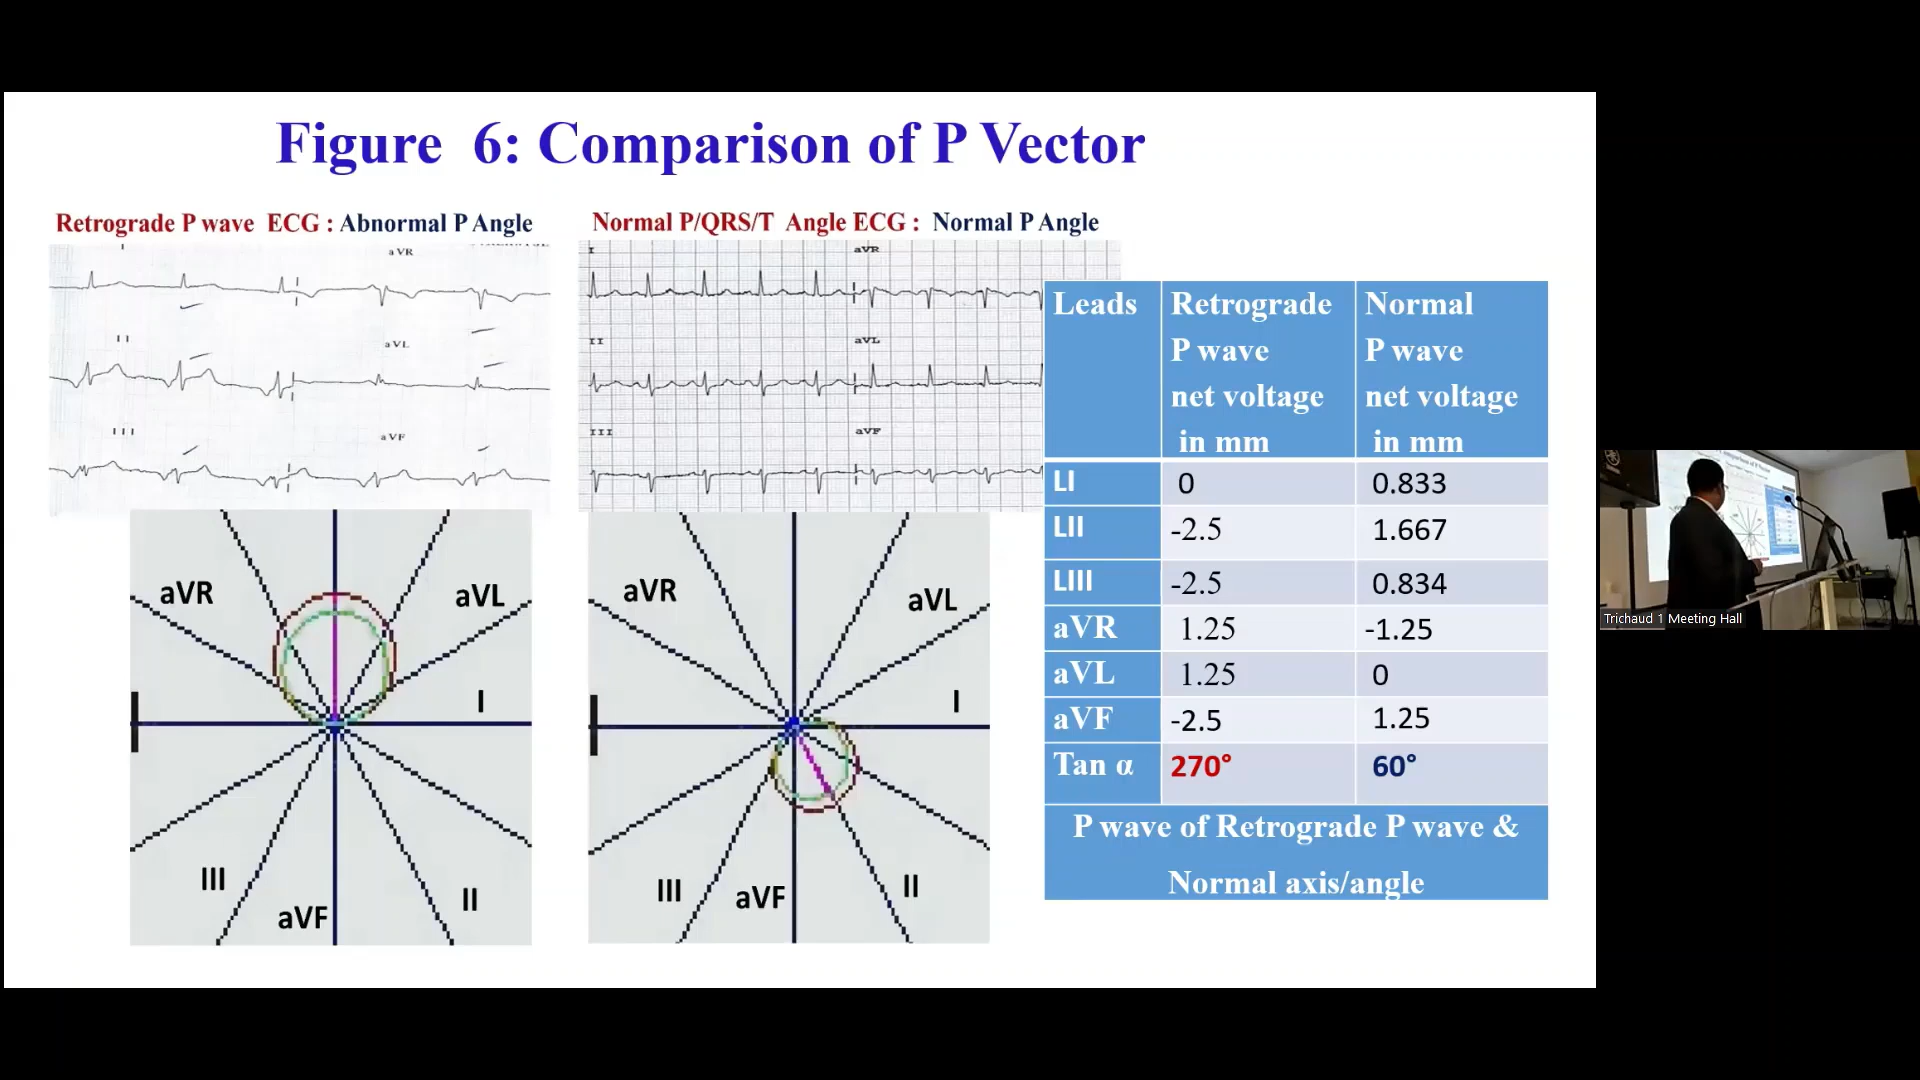 Figure 6: Comparison of P Vector
Retrograde P wave ECG : Abnormal P Angle
Normal P/QRS/T Angle ECG : Normal P Angle
I
aVR
II
aVL
III
aVF
I
aVR
II
aVL
III
aVF
aVR
aVL
I
III
aVF
II
aVR
aVL
I
III
aVF
II
Leads Retrograde P wave net voltage in mm Normal P wave net voltage in mm
LI 0 0.833
LII -2.5 1.667
LIII -2.5 0.834
aVR 1.25 -1.25
aVL 1.25 0
aVF -2.5 1.25
Tan α 270° 60°
P wave of Retrograde P wave &
Normal axis/angle
Trichaud 1 Meeting Hall